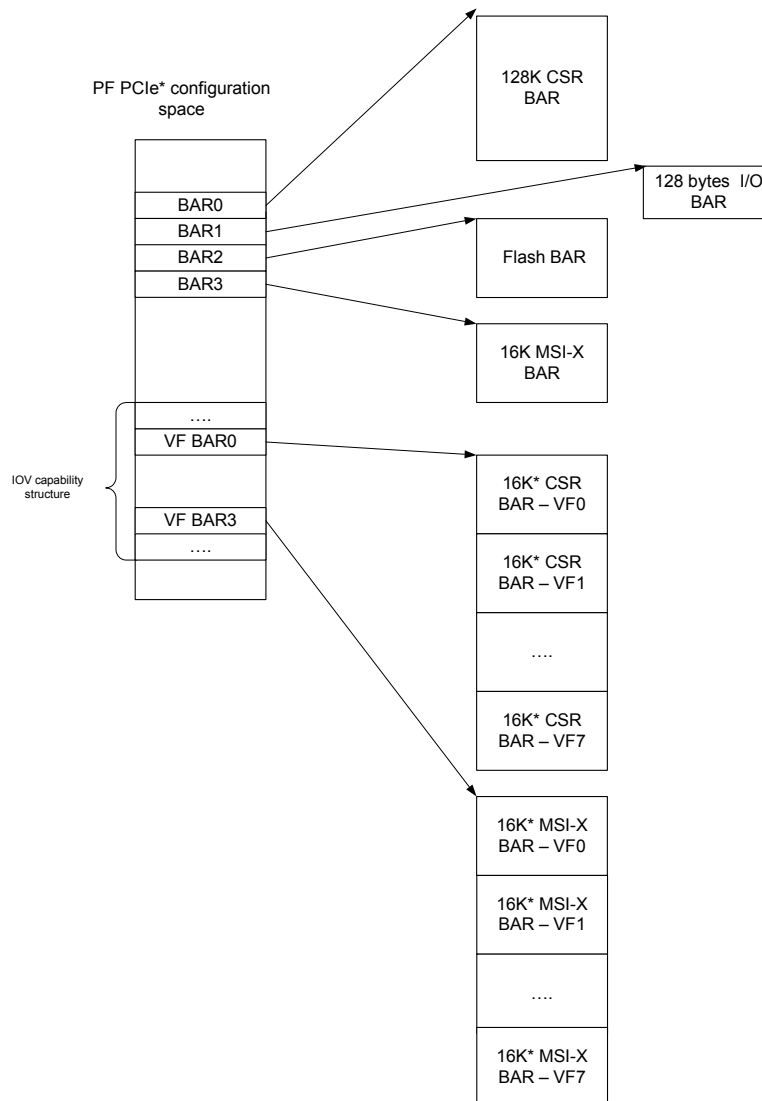 PF PCIe* configuration
space
BAR0
BAR1
BAR2
BAR3
....
VF BAR0
VF BAR3
....
IOV capability
structure
128K CSR
BAR
128 bytes I/O
BAR
Flash BAR
16K MSI-X
BAR
16K* CSR
BAR – VF0
16K* CSR
BAR – VF1
....
16K* CSR
BAR – VF7
16K* MSI-X
BAR – VF0
16K* MSI-X
BAR – VF1
....
16K* MSI-X
BAR – VF7